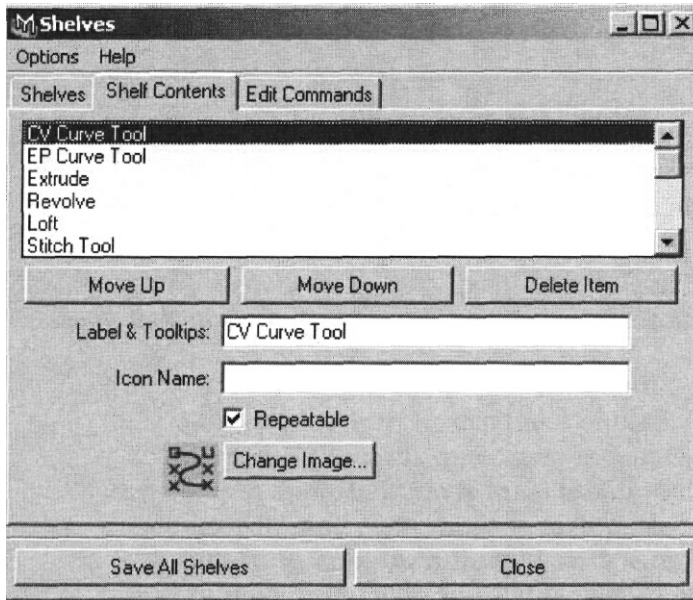 Shelves
Options Help
Shelves Shelf Contents Edit Commands
CV Curve Tool
EP Curve Tool
Extrude
Revolve
Loft
Stitch Tool
Move Up Move Down Delete Item
Label & Tooltips: CV Curve Tool
Icon Name:
Repeatable
Change Image...
Save All Shelves Close